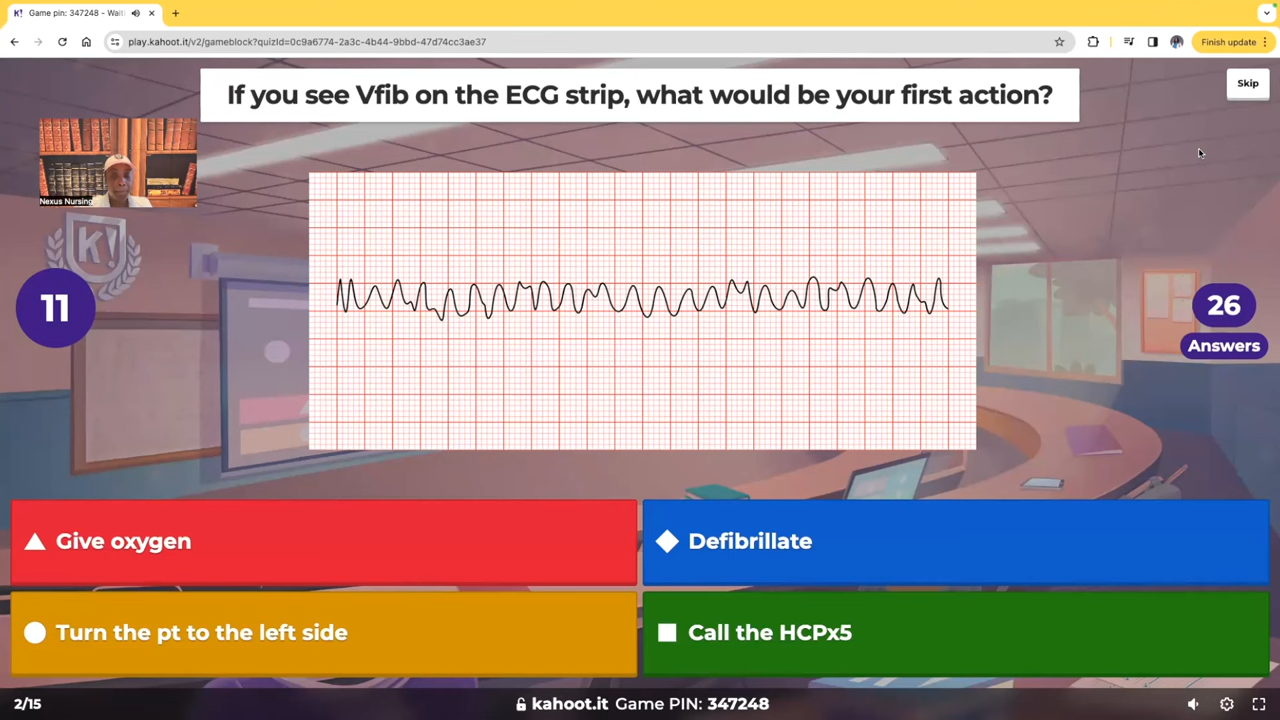 Game pin: 347248 - Waiti
Finish update
play.kahoot.it/v2/gameblock?quizId=0c9a6774-2a3c-4b44-9bbd-47d74cc3ae37
If you see Vfib on the ECG strip, what would be your first action?
Skip
Nexus Nursing
K!
11
26
Answers
Give oxygen
Defibrillate
Turn the pt to the left side
Call the HCPx5
2/15
kahoot.it Game PIN: 347248